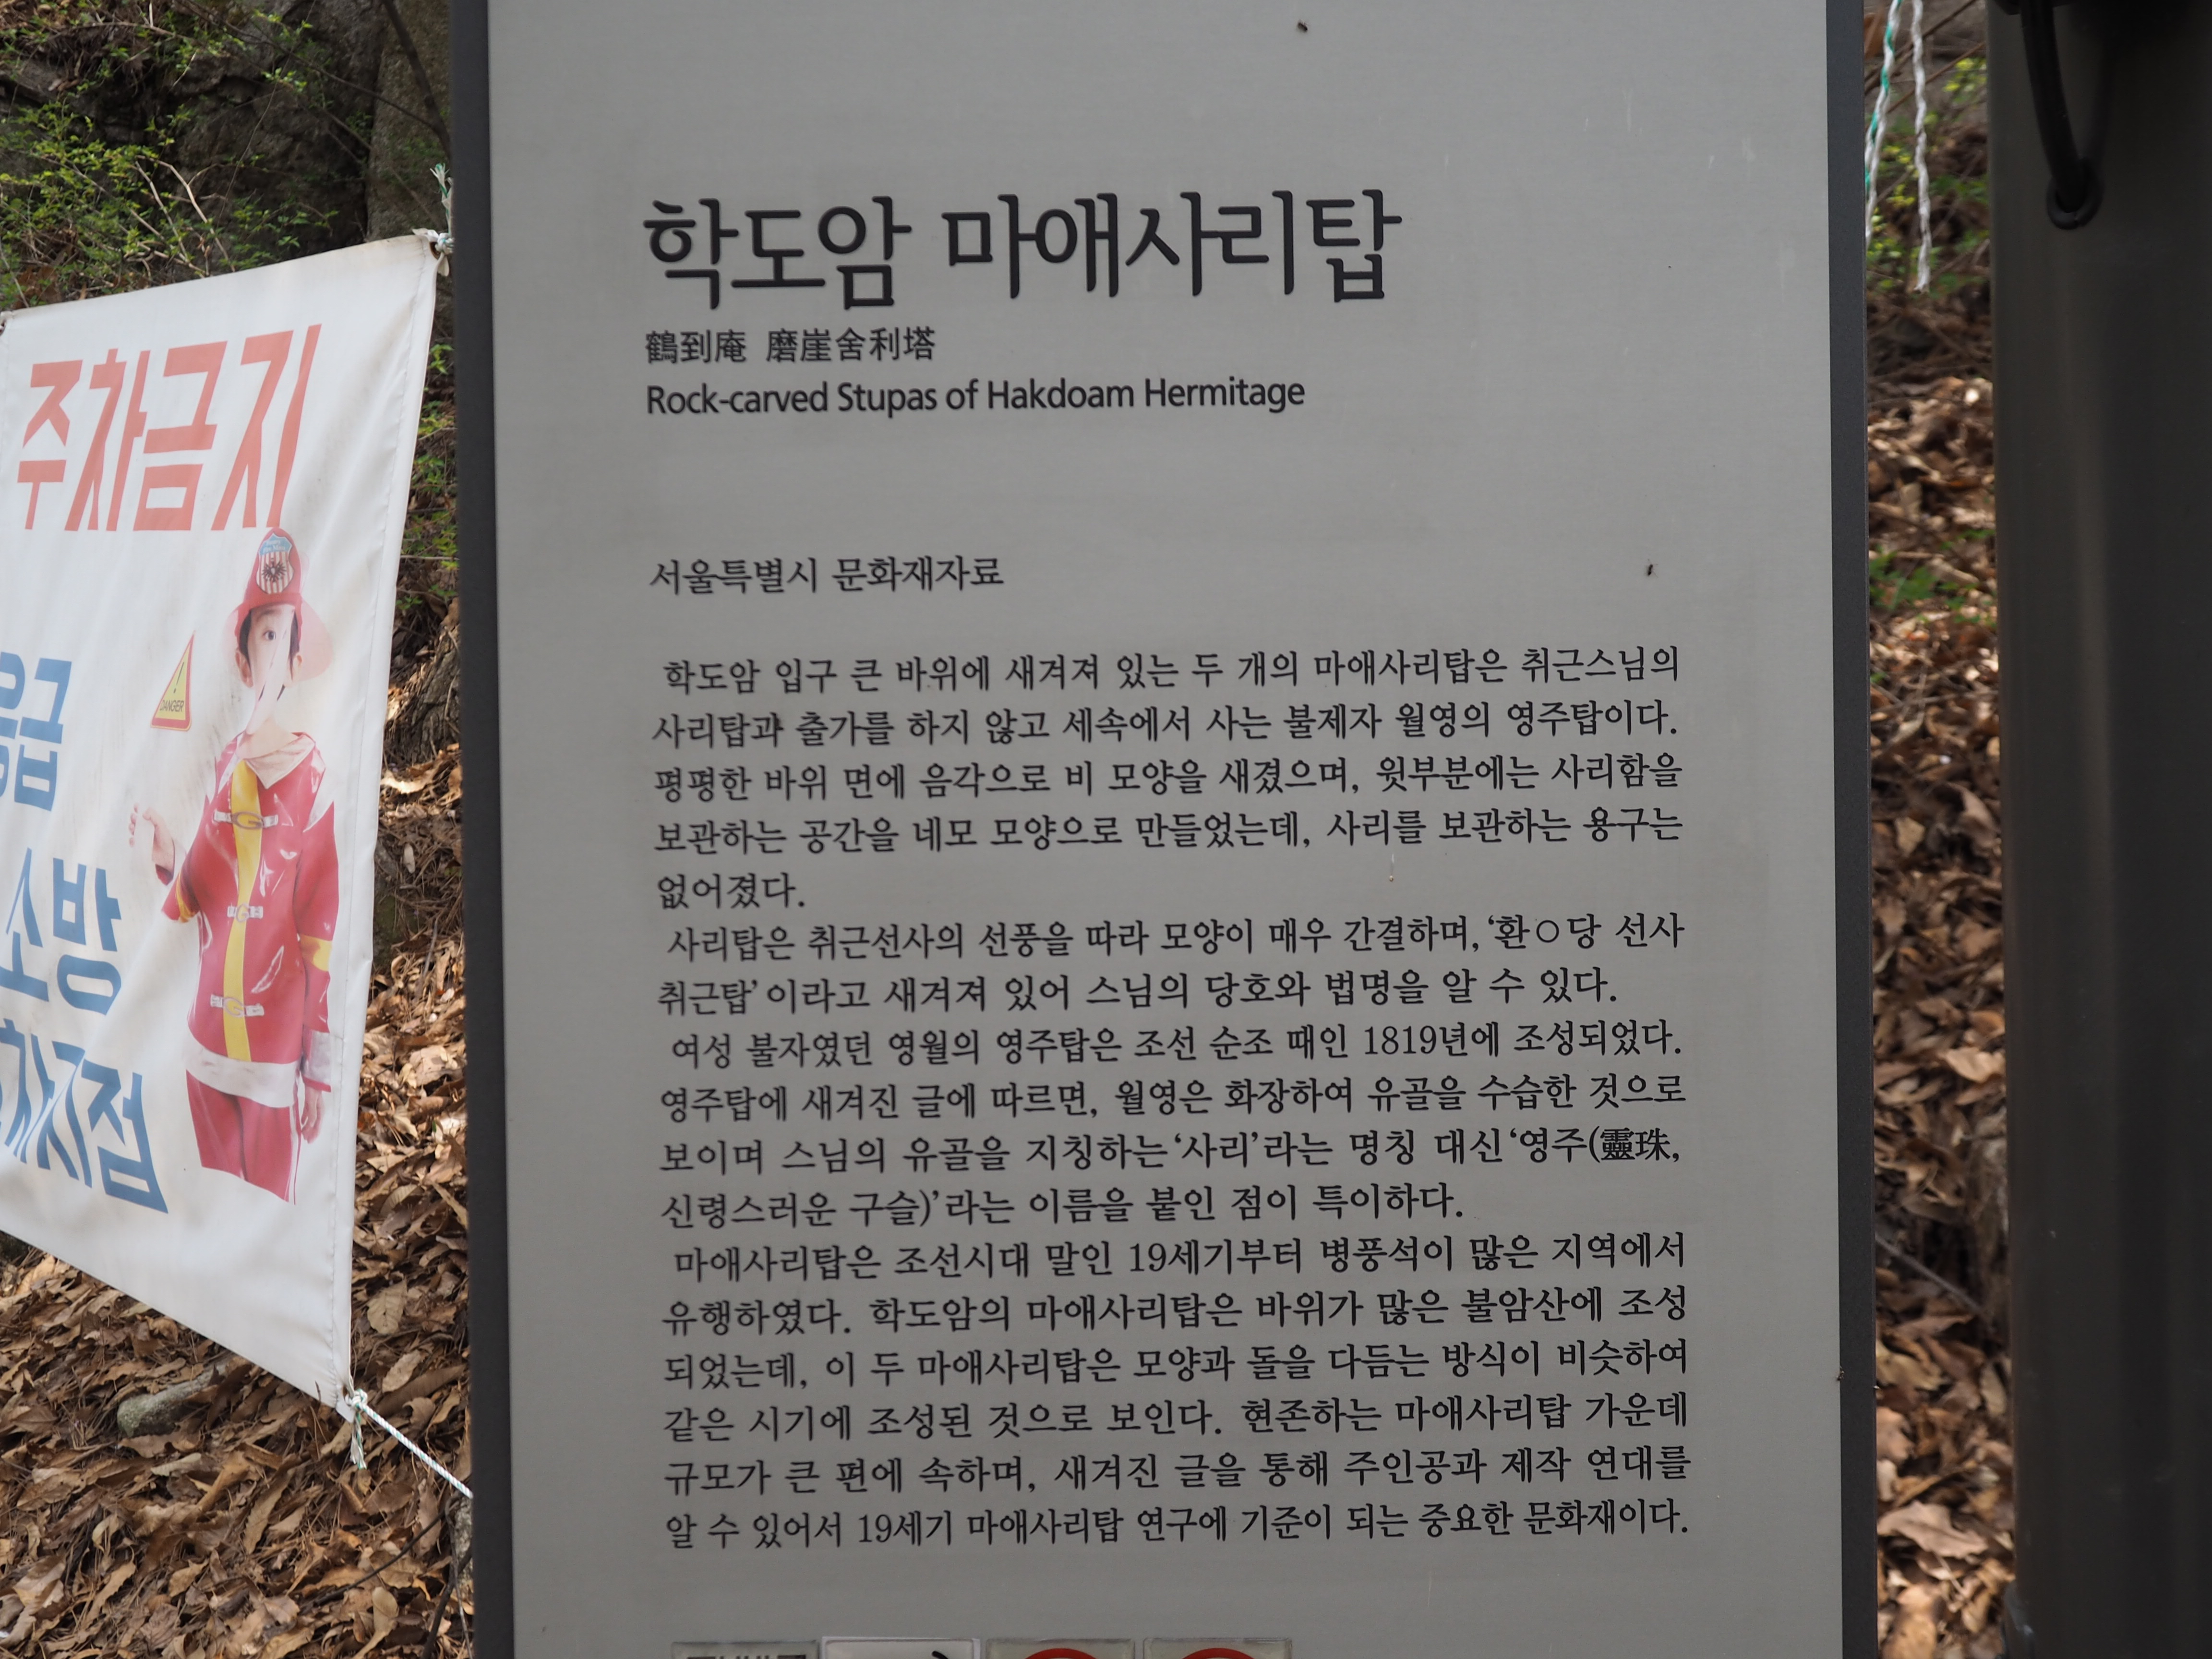 학도암 마애사리탑
鶴到庵 磨崖舍利塔
Rock-carved Stupas of Hakdoam Hermitage
서울특별시 문화재자료
학도암 입구 큰 바위에 새겨져 있는 두 개의 마애사리탑은 취근스님의
사리탑과 출가를 하지 않고 세속에서 사는 불제자 월영의 영주탑이다.
평평한 바위 면에 음각으로 비 모양을 새겼으며, 윗부분에는 사리함을
보관하는 공간을 네모 모양으로 만들었는데, 사리를 보관하는 용구는
없어졌다.
사리탑은 취근선사의 선풍을 따라 모양이 매우 간결하며, ‘환○당 선사
취근탑’이라고 새겨져 있어 스님의 당호와 법명을 알 수 있다.
여성 불자였던 영월의 영주탑은 조선 순조 때인 1819년에 조성되었다.
영주탑에 새겨진 글에 따르면, 월영은 화장하여 유골을 수습한 것으로
보이며 스님의 유골을 지칭하는 ‘사리’라는 명칭 대신 ‘영주(靈珠,
신령스러운 구슬)’라는 이름을 붙인 점이 특이하다.
마애사리탑은 조선시대 말인 19세기부터 병풍석이 많은 지역에서
유행하였다. 학도암의 마애사리탑은 바위가 많은 불암산에 조성
되었는데, 이 두 마애사리탑은 모양과 돌을 다듬는 방식이 비슷하여
같은 시기에 조성된 것으로 보인다. 현존하는 마애사리탑 가운데
규모가 큰 편에 속하며, 새겨진 글을 통해 주인공과 제작 연대를
알 수 있어서 19세기 마애사리탑 연구에 기준이 되는 중요한 문화재이다.
주차금지
DANGER
소방